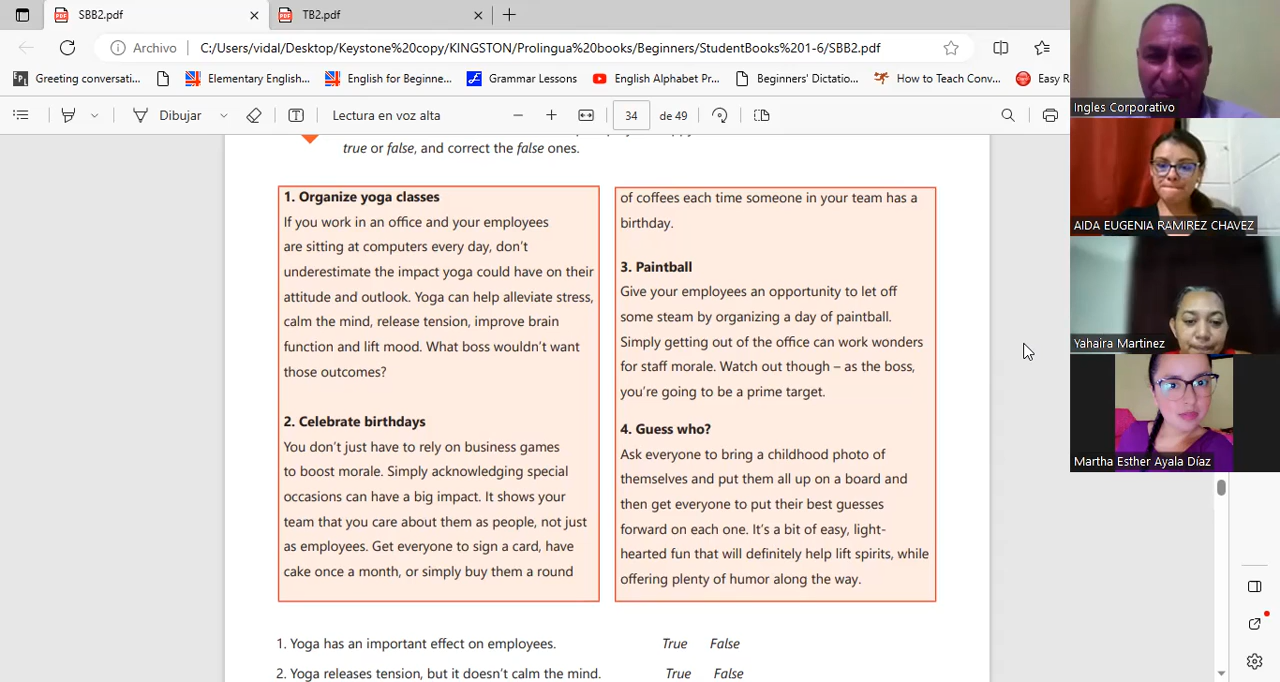 SBB2.pdf
TB2.pdf
Archivo
C:/Users/vidal/Desktop/Keystone%20copy/KINGSTON/Prolingua%20books/Beginners/StudentBooks%201-6/SBB2.pdf
Greeting conversati...
Elementary English...
English for Beginne...
Grammar Lessons
English Alphabet Pr...
Beginners' Dictatio...
How to Teach Conv...
Easy R
Dibujar
Lectura en voz alta
34
de 49
true or false, and correct the false ones.
1. Organize yoga classes
If you work in an office and your employees
are sitting at computers every day, don't
underestimate the impact yoga could have on their
attitude and outlook. Yoga can help alleviate stress,
calm the mind, release tension, improve brain
function and lift mood. What boss wouldn't want
those outcomes?
2. Celebrate birthdays
You don't just have to rely on business games
to boost morale. Simply acknowledging special
occasions can have a big impact. It shows your
team that you care about them as people, not just
as employees. Get everyone to sign a card, have
cake once a month, or simply buy them a round
of coffees each time someone in your team has a
birthday.
3. Paintball
Give your employees an opportunity to let off
some steam by organizing a day of paintball.
Simply getting out of the office can work wonders
for staff morale. Watch out though – as the boss,
you're going to be a prime target.
4. Guess who?
Ask everyone to bring a childhood photo of
themselves and put them all up on a board and
then get everyone to put their best guesses
forward on each one. It's a bit of easy, light-
hearted fun that will definitely help lift spirits, while
offering plenty of humor along the way.
1. Yoga has an important effect on employees. True False
2. Yoga releases tension, but it doesn't calm the mind. True False
Ingles Corporativo
AIDA EUGENIA RAMIREZ CHAVEZ
Yahaira Martinez
Martha Esther Ayala Díaz